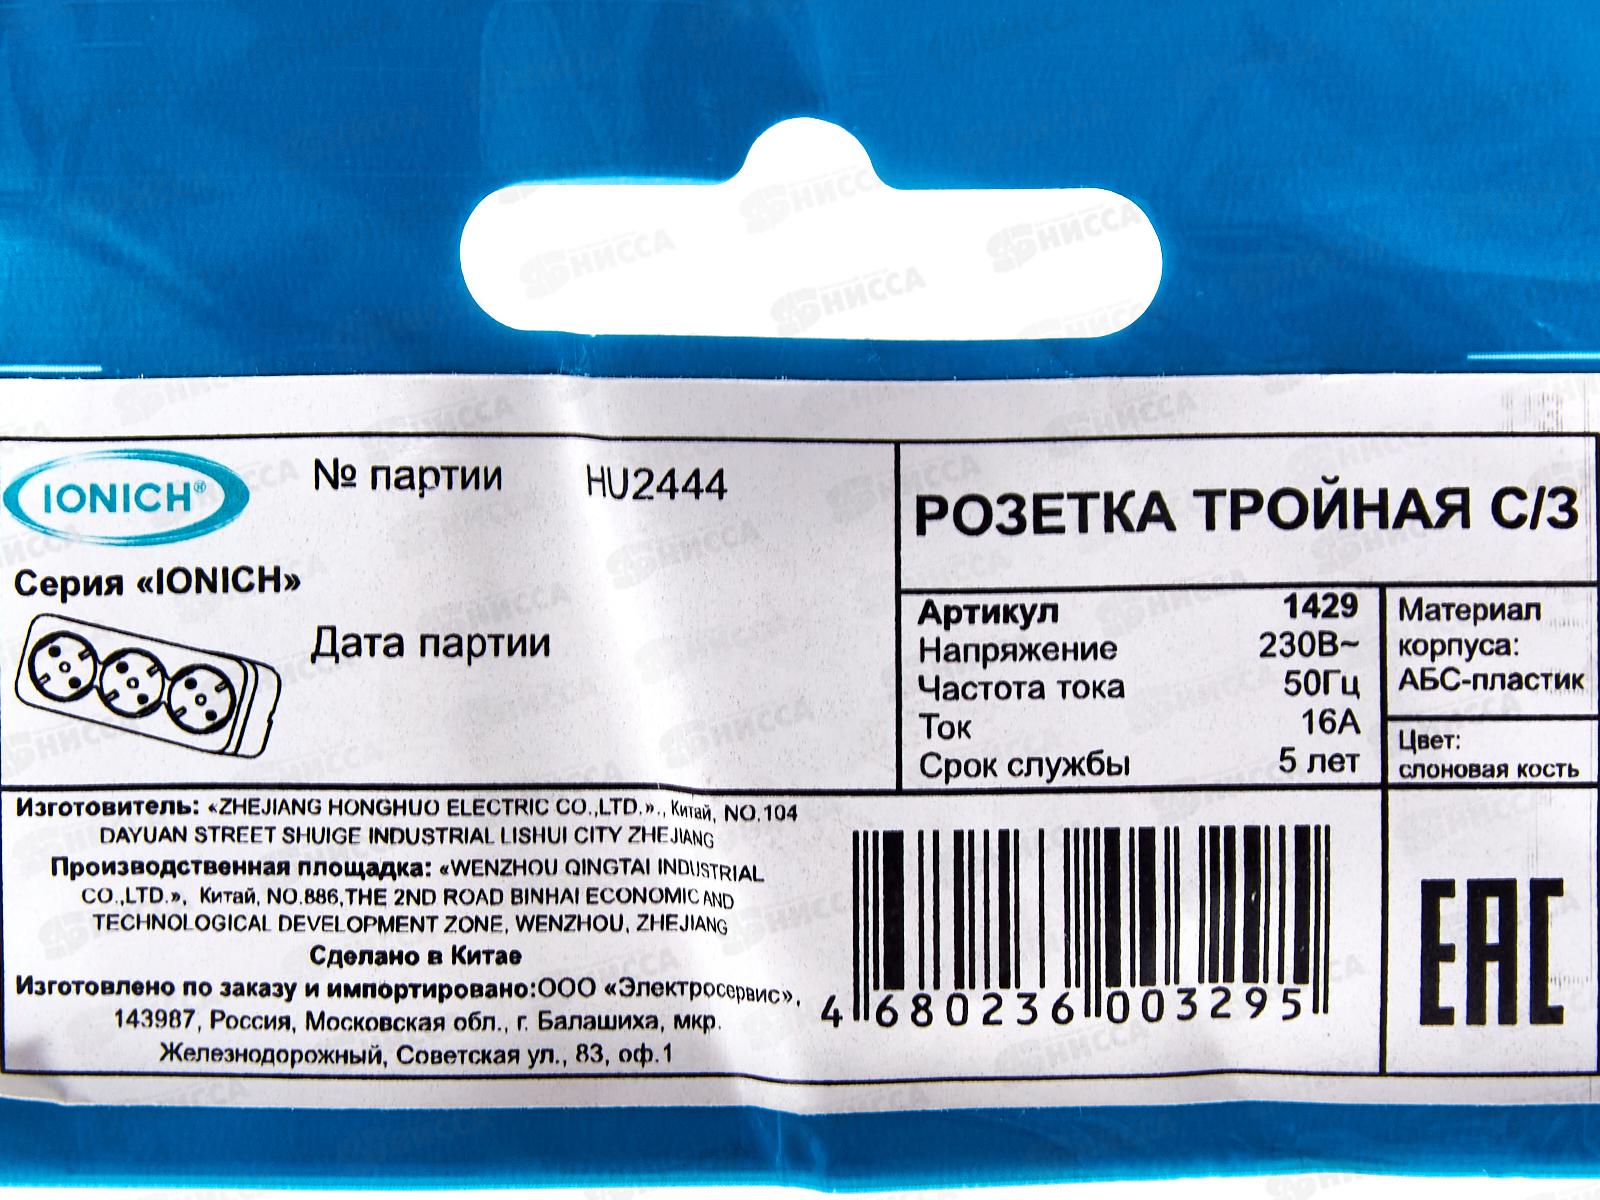 IONICH®
№ партии HU2444
Серия «IONICH»
Дата партии
РОЗЕТКА ТРОЙНАЯ С/З
Артикул 1429
Напряжение 230В~
Частота тока 50Гц
Ток 16А
Срок службы 5 лет
Материал
корпуса:
АБС-пластик
Цвет:
слоновая кость
Изготовитель: «ZHEJIANG HONGHUO ELECTRIC CO.,LTD.»., Китай, NO.104
DAYUAN STREET SHUIGE INDUSTRIAL LISHUI CITY ZHEJIANG
Производственная площадка: «WENZHOU QINGTAI INDUSTRIAL
CO.,LTD.», Китай, NO.886,THE 2ND ROAD BINHAI ECONOMIC AND
TECHNOLOGICAL DEVELOPMENT ZONE, WENZHOU, ZHEJIANG
Сделано в Китае
Изготовлено по заказу и импортировано:ООО «Электросервис»,
143987, Россия, Московская обл., г. Балашиха, мкр.
Железнодорожный, Советская ул., 83, оф.1
4 680236 003295
EAC